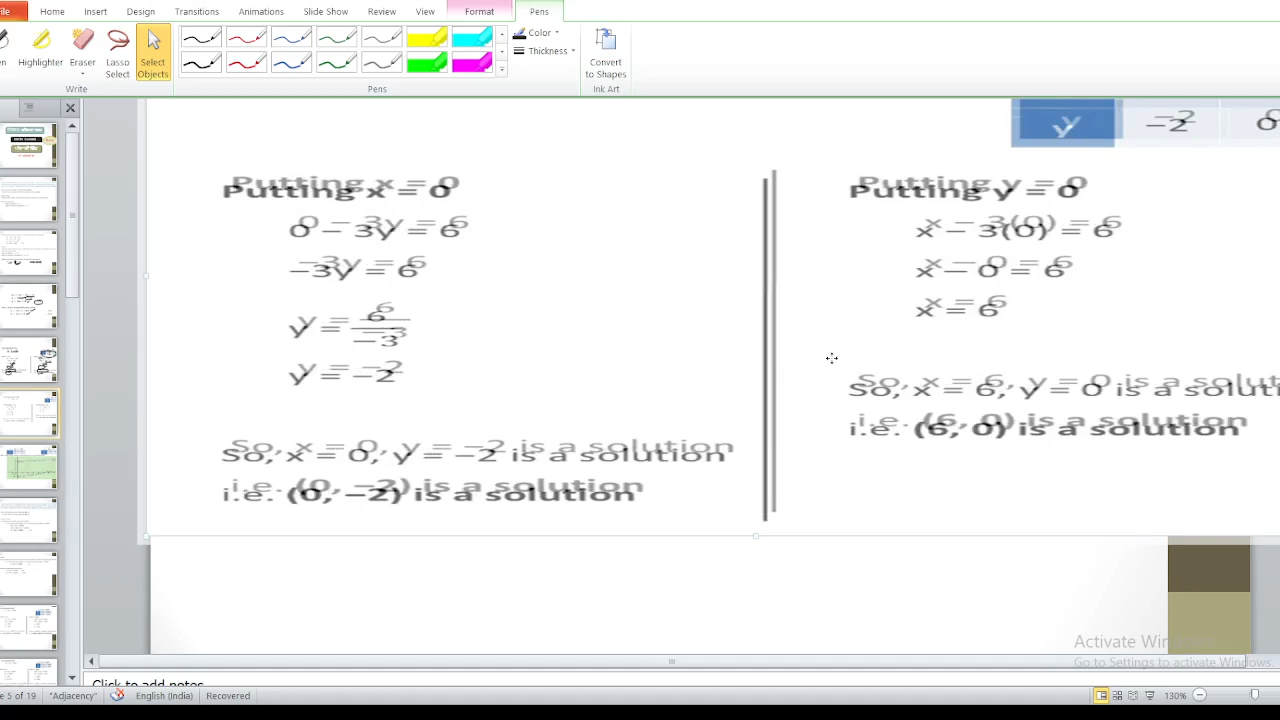 File Home Insert Design Transitions Animations Slide Show Review View Format Pens
Highlighter Eraser Lasso Select Select Objects Color Thickness Convert to Shapes
Write Pens Ink Art
y −2 0
Putting x = 0
0 − 3y = 6
−3y = 6
y = 6/−3
y = −2
So, x = 0, y = −2 is a solution
i.e. (0, −2) is a solution
Putting y = 0
x − 3(0) = 6
x − 0 = 6
x = 6
So, x = 6, y = 0 is a solut
i.e. (6, 0) is a solution
Activate Win
Go to Settings to activate Windows.
Click to add notes
e 5 of 19 "Adjacency" English (India) Recovered 130%